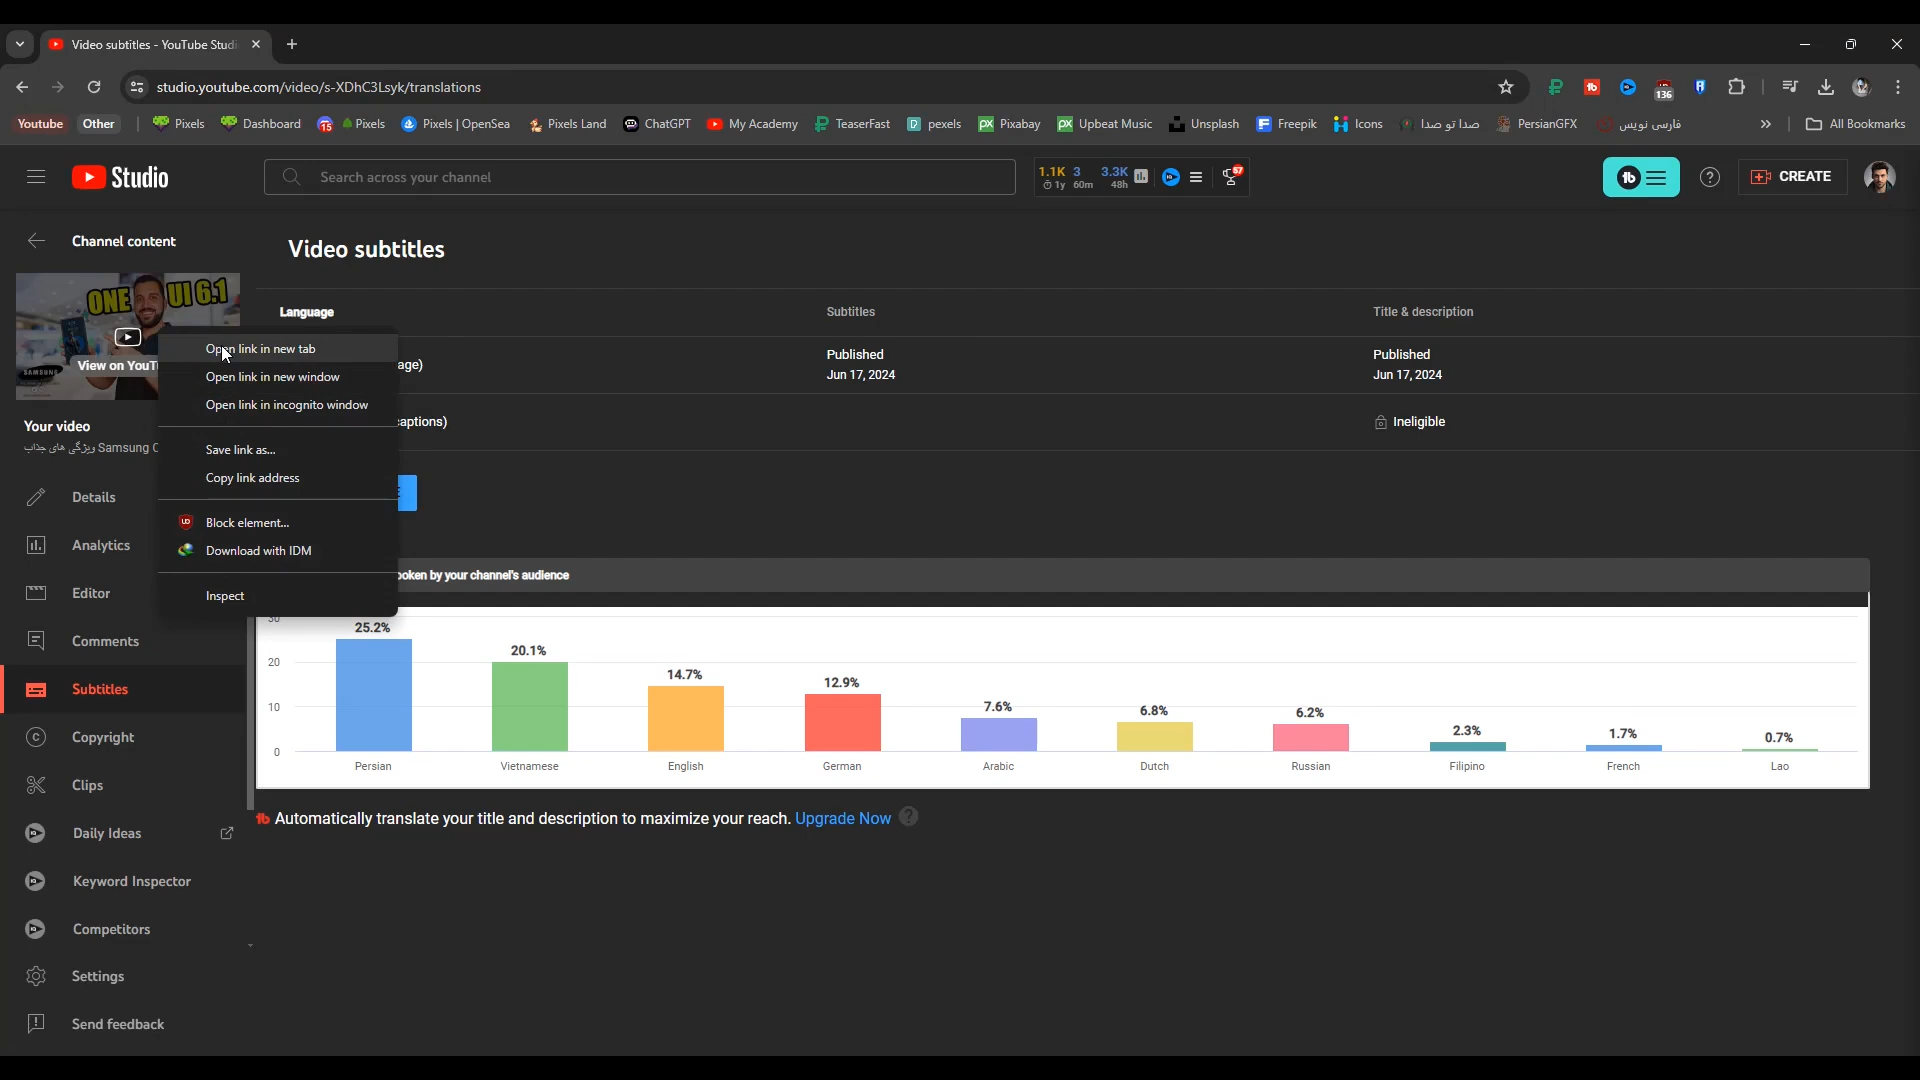 Video subtitles - YouTube Studi
studio.youtube.com/video/s-XDhC3Lsyk/translations
136
Youtube
Other
Pixels
Dashboard
15
Pixels
Pixels | OpenSea
Pixels Land
ChatGPT
My Academy
TeaserFast
pexels
Pixabay
Upbeat Music
Unsplash
Freepik
Icons
صدا تو صدا
PersianGFX
فارسی نویس
»
All Bookmarks
Studio
Search across your channel
1.1K 3 3.3K
1y 60m 48h
57
CREATE
Channel content
Video subtitles
ONE UI 6.1
SAMSUNG
View on YouT
Language
Subtitles
Title & description
Open link in new tab
Open link in new window
Open link in incognito window
Save link as...
Copy link address
Block element...
Download with IDM
Inspect
age)
Published
Jun 17, 2024
Published
Jun 17, 2024
aptions)
Ineligible
Your video
ویژگی های جذاب Samsung
Details
Analytics
Editor
Comments
Subtitles
Copyright
Clips
Daily Ideas
Keyword Inspector
Competitors
Settings
Send feedback
poken by your channel's audience
30
20
10
0
25.2%
20.1%
14.7%
12.9%
7.6%
6.8%
6.2%
2.3%
1.7%
0.7%
Persian
Vietnamese
English
German
Arabic
Dutch
Russian
Filipino
French
Lao
Automatically translate your title and description to maximize your reach. Upgrade Now